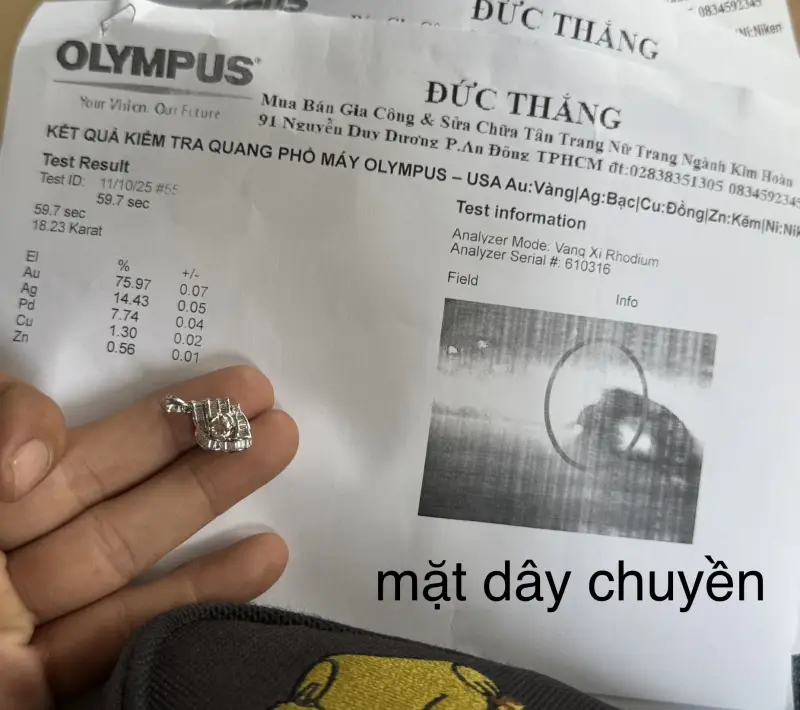 ĐỨC THẮNG
0834592345
Ni:Niken
OLYMPUS
Your Vision. Our Future
ĐỨC THẮNG
Mua Bán Gia Công & Sửa Chữa Tân Trang Nữ Trang Ngành Kim Hoàn
91 Nguyễn Duy Dương P.An Đông TPHCM đt:02838351305 0834592345
KẾT QUẢ KIỂM TRA QUANG PHỔ MÁY OLYMPUS – USA Au:Vàng|Ag:Bạc|Cu:Đồng|Zn:Kẽm|Ni:Ni
Test Result
Test ID: 11/10/25 #55
59.7 sec
59.7 sec
18.23 Karat
El % +/-
Au 75.97 0.07
Ag 14.43 0.05
Pd 7.74 0.04
Cu 1.30 0.02
Zn 0.56 0.01
Test information
Analyzer Mode: Vang Xi Rhodium
Analyzer Serial #: 610316
Field Info
mặt dây chuyền